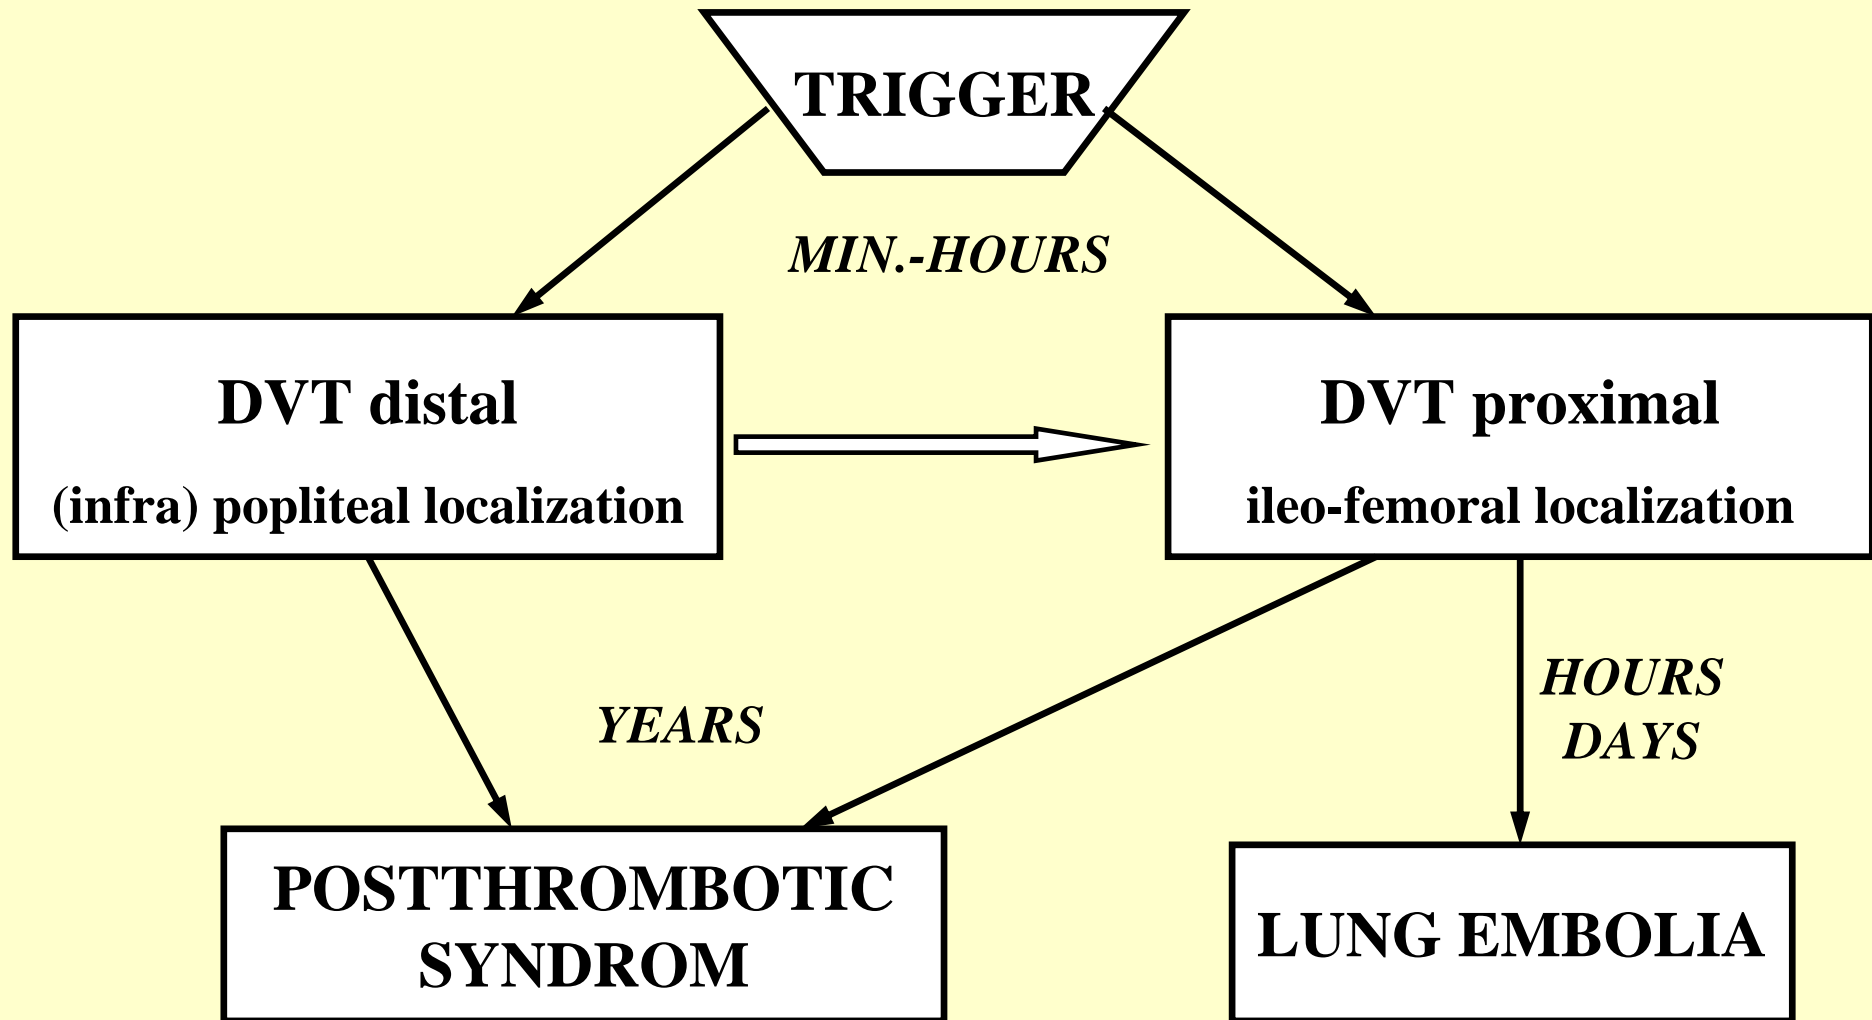 TRIGGER
MIN.-HOURS
DVT distal
(infra) popliteal localization
DVT proximal
ileo-femoral localization
YEARS
HOURS
DAYS
POSTTHROMBOTIC
SYNDROM
LUNG EMBOLIA